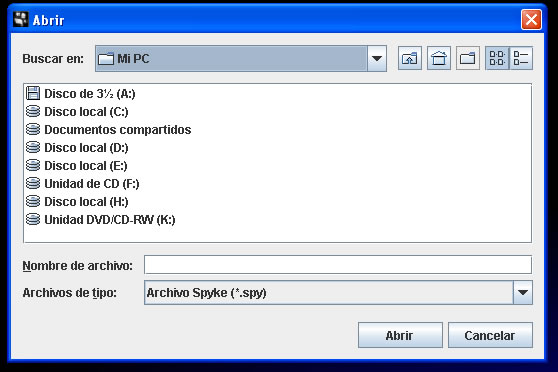 Abrir
Buscar en: Mi PC
Disco de 3½ (A:)
Disco local (C:)
Documentos compartidos
Disco local (D:)
Disco local (E:)
Unidad de CD (F:)
Disco local (H:)
Unidad DVD/CD-RW (K:)
Nombre de archivo:
Archivos de tipo: Archivo Spyke (*.spy)
Abrir Cancelar